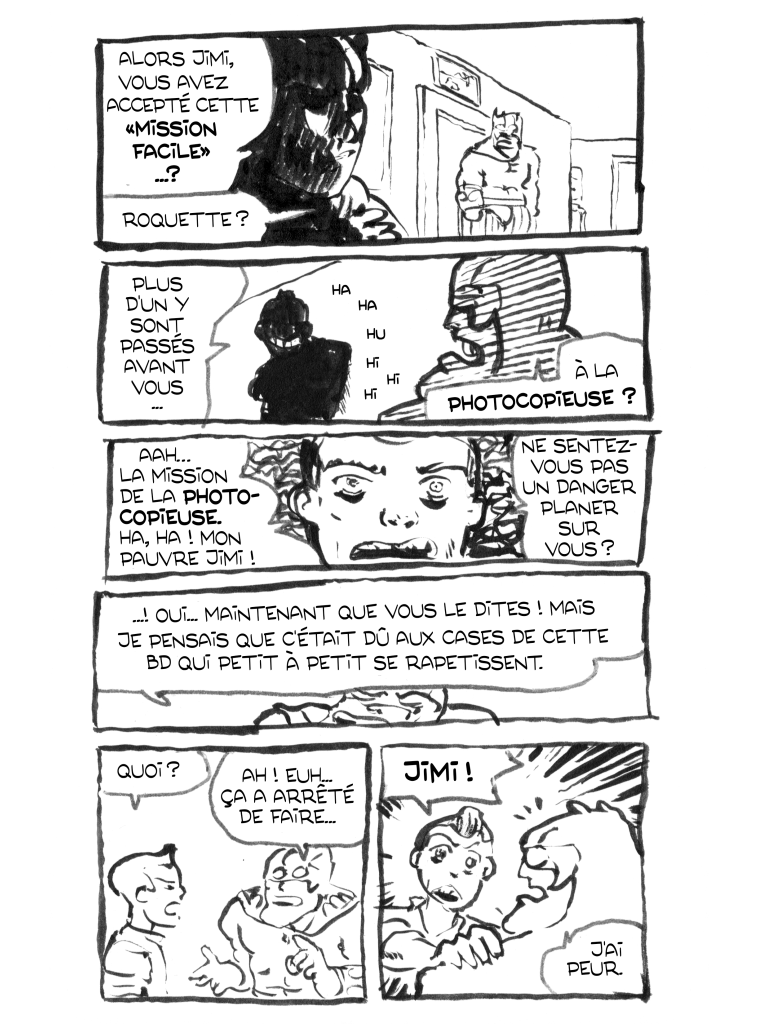 ALORS JIMI,
VOUS AVEZ
ACCEPTÉ CETTE
«MISSION
FACILE»
...?
ROQUETTE ?
PLUS
D'UN Y
SONT
PASSÉS
AVANT
VOUS
...
HA
HA
HU
HI
HI
HI
À LA
PHOTOCOPIEUSE ?
AAH...
LA MISSION
DE LA PHOTO-
COPIEUSE.
HA, HA ! MON
PAUVRE JIMI !
NE SENTEZ-
VOUS PAS
UN DANGER
PLANER
SUR
VOUS ?
...! OUI... MAINTENANT QUE VOUS LE DITES ! MAIS
JE PENSAIS QUE C'ÉTAIT DÛ AUX CASES DE CETTE
BD QUI PETIT À PETIT SE RAPETISSENT.
QUOI ?
AH ! EUH...
ÇA A ARRÊTÉ
DE FAIRE...
JIMI !
J'AI
PEUR.